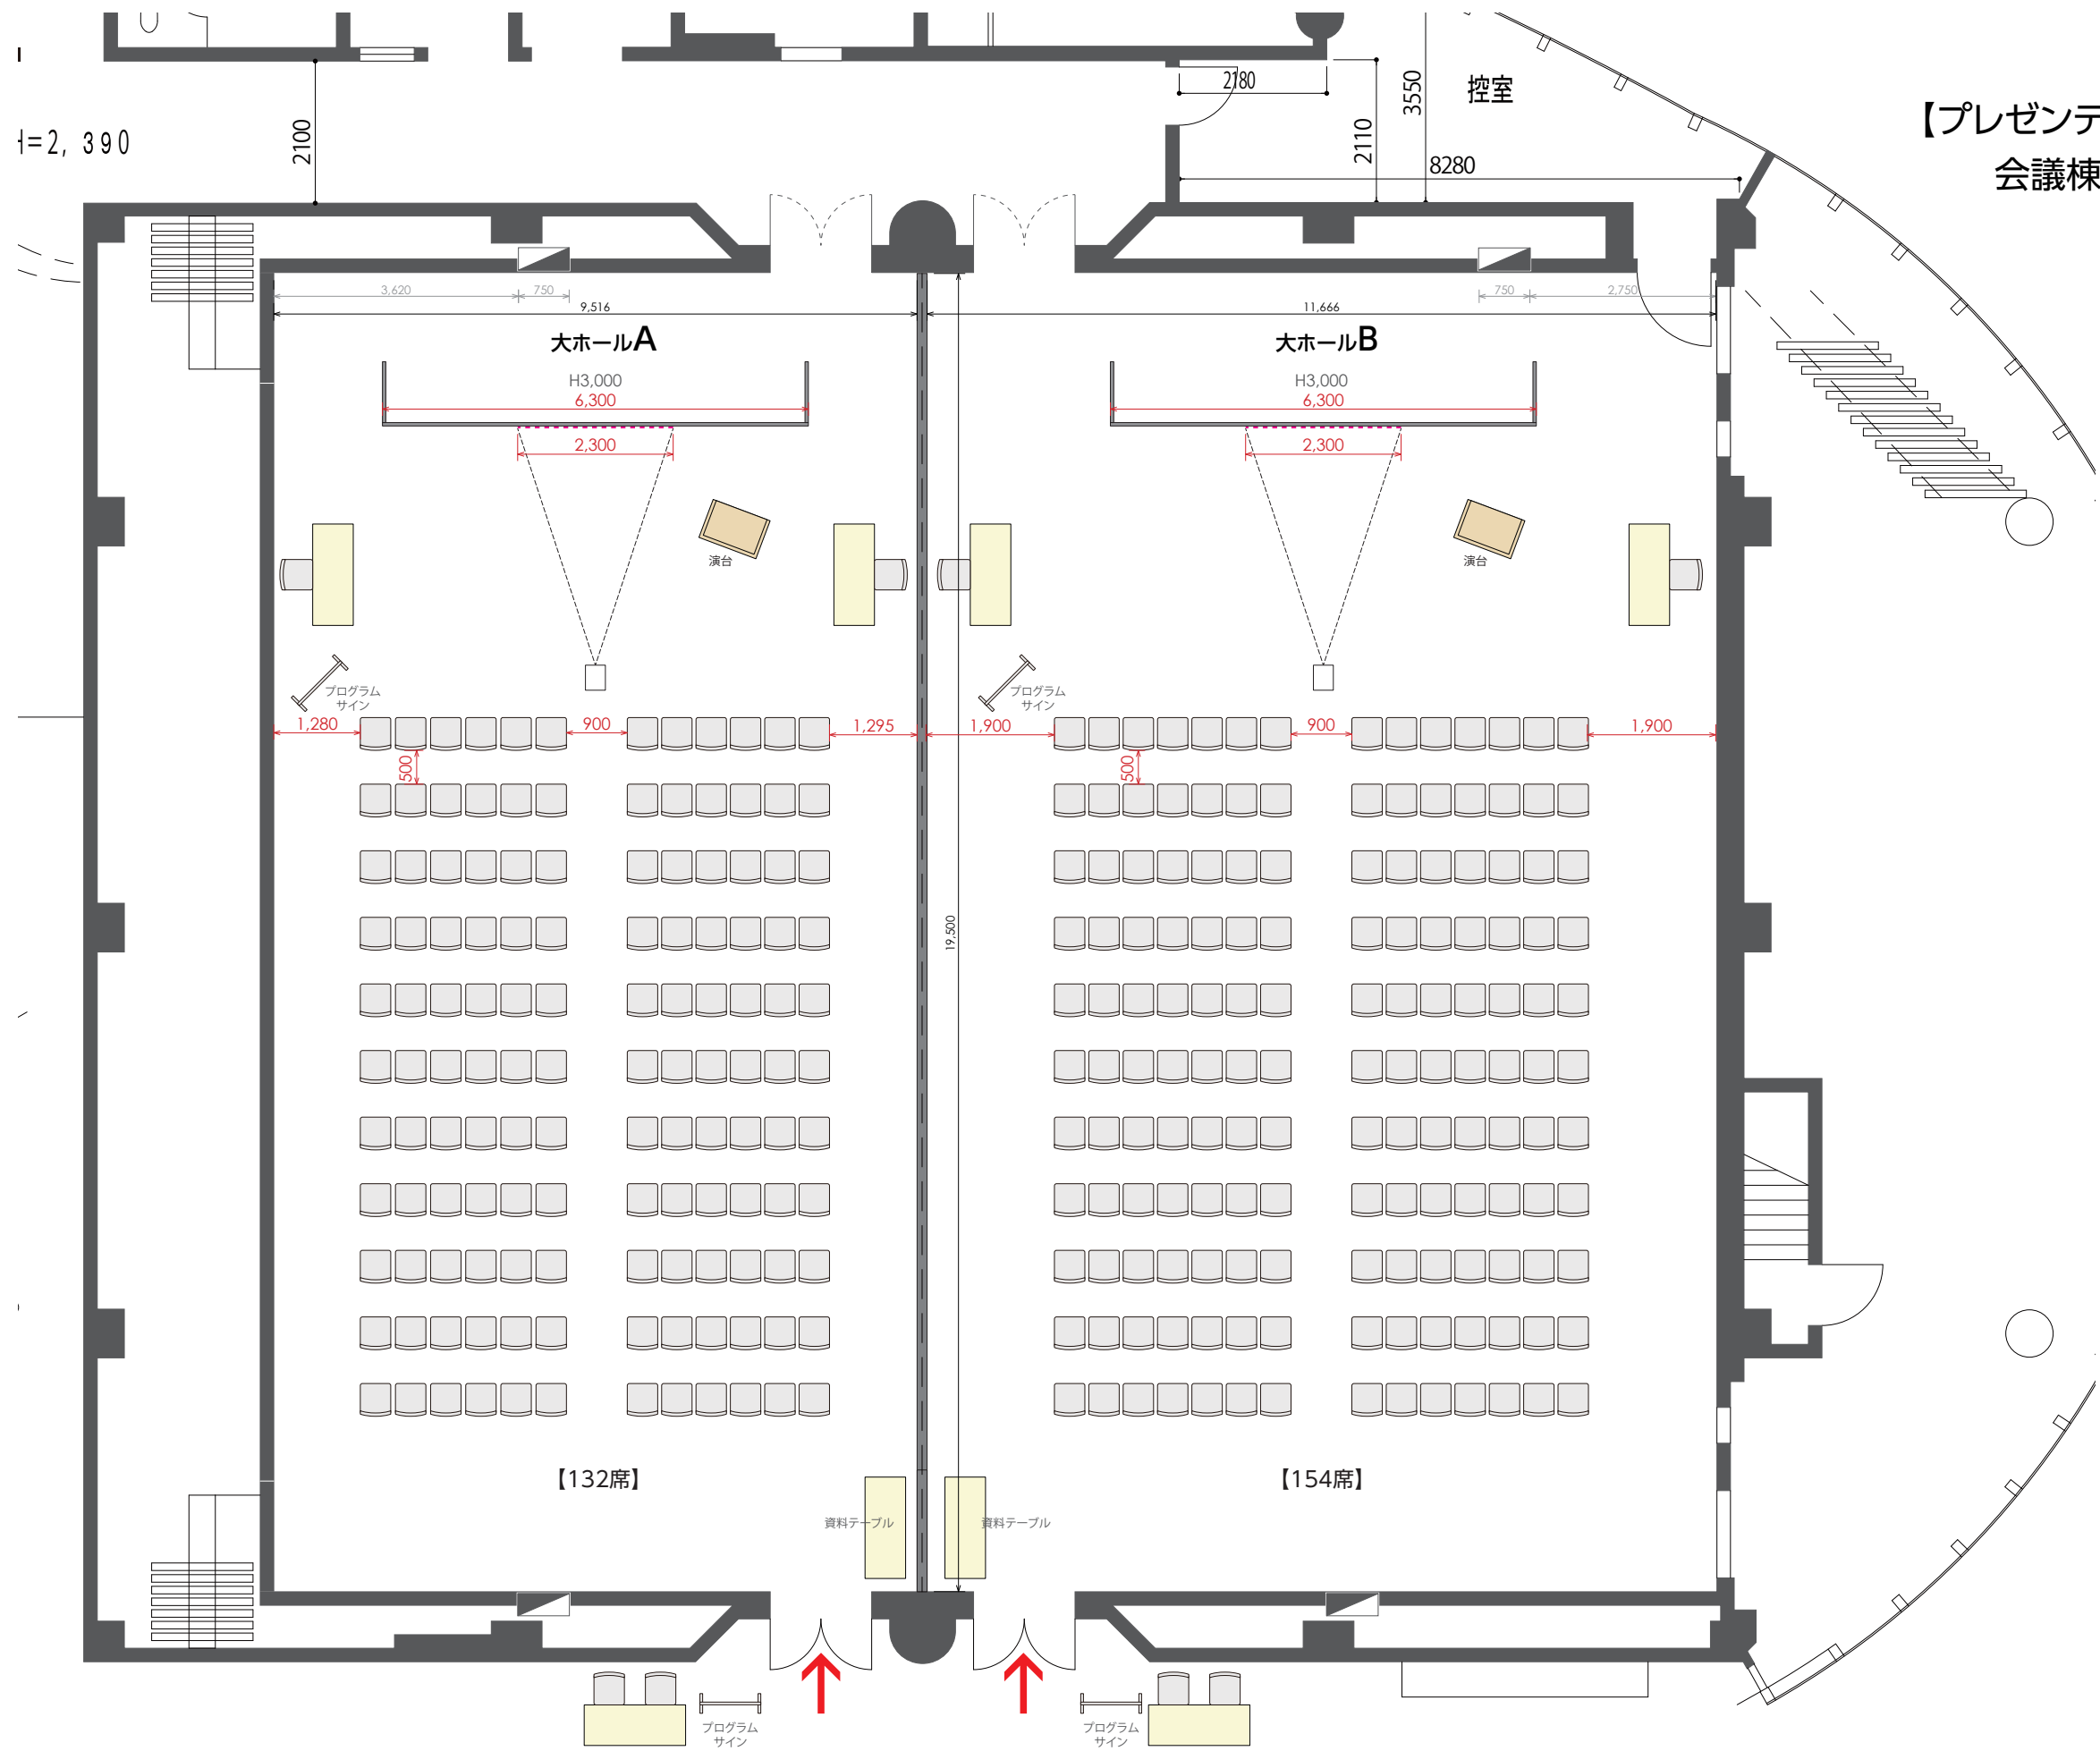 2180
3550
控室
【プレゼンテ
2100
=2, 390
2110
8280
会議棟
3,620
750
9,516
750
2,750
11,666
大ホールA
大ホールB
H3,000
6,300
2,300
H3,000
6,300
2,300
演台
演台
プログラム
サイン
プログラム
サイン
1,280
900
1,295
1,900
900
1,900
500
500
19,500
【132席】
【154席】
資料テーブル
資料テーブル
プログラム
サイン
プログラム
サイン